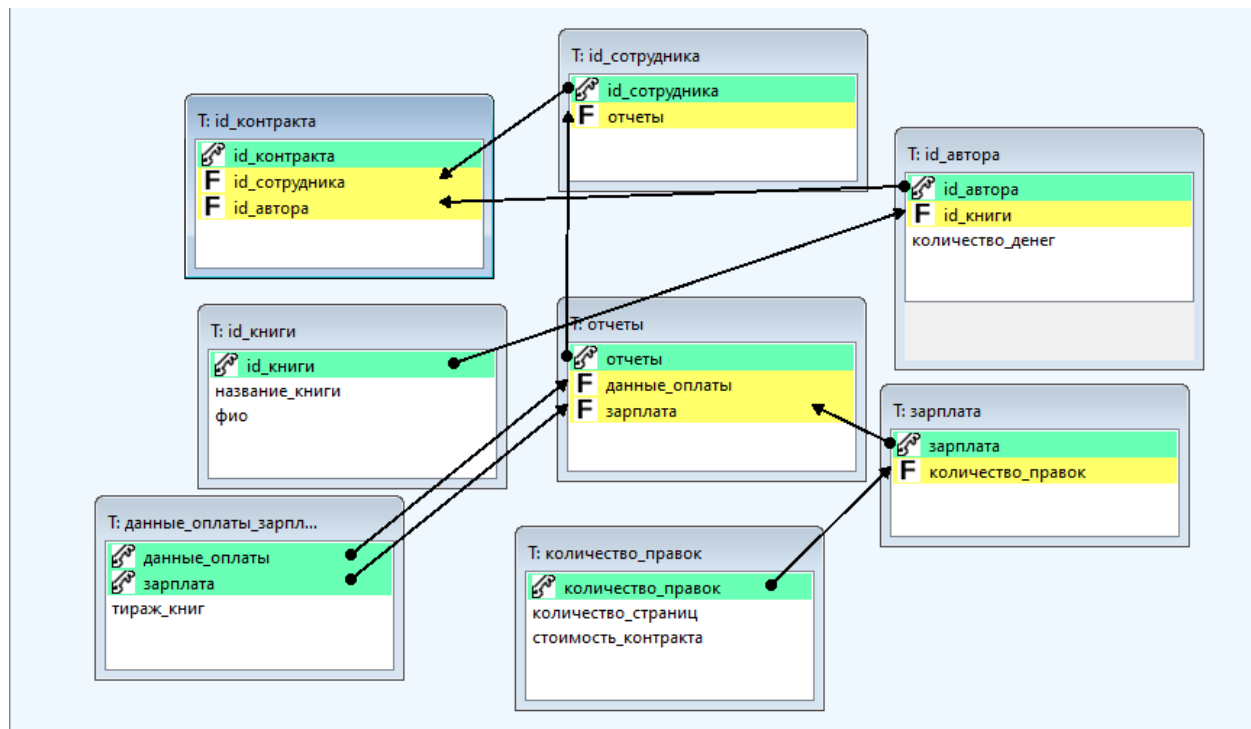 T: id_сотрудника
id_сотрудника
F отчеты
T: id_контракта
id_контракта
F id_сотрудника
F id_автора
T: id_автора
id_автора
F id_книги
количество_денег
T: id_книги
id_книги
название_книги
фио
T: отчеты
отчеты
F данные_оплаты
F зарплата
T: зарплата
зарплата
F количество_правок
T: данные_оплаты_зарпл...
данные_оплаты
зарплата
тираж_книг
T: количество_правок
количество_правок
количество_страниц
стоимость_контракта